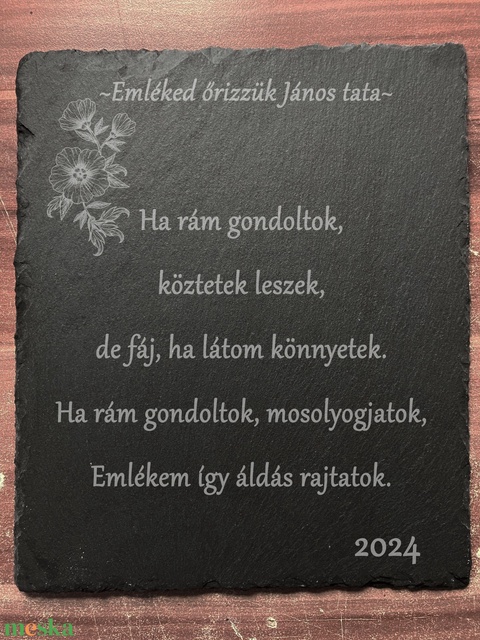 ~Emléked őrizzük János tata~
Ha rám gondoltok,
köztetek leszek,
de fáj, ha látom könnyetek.
Ha rám gondoltok, mosolyogjatok,
Emlékem így áldás rajtatok.
2024
meska